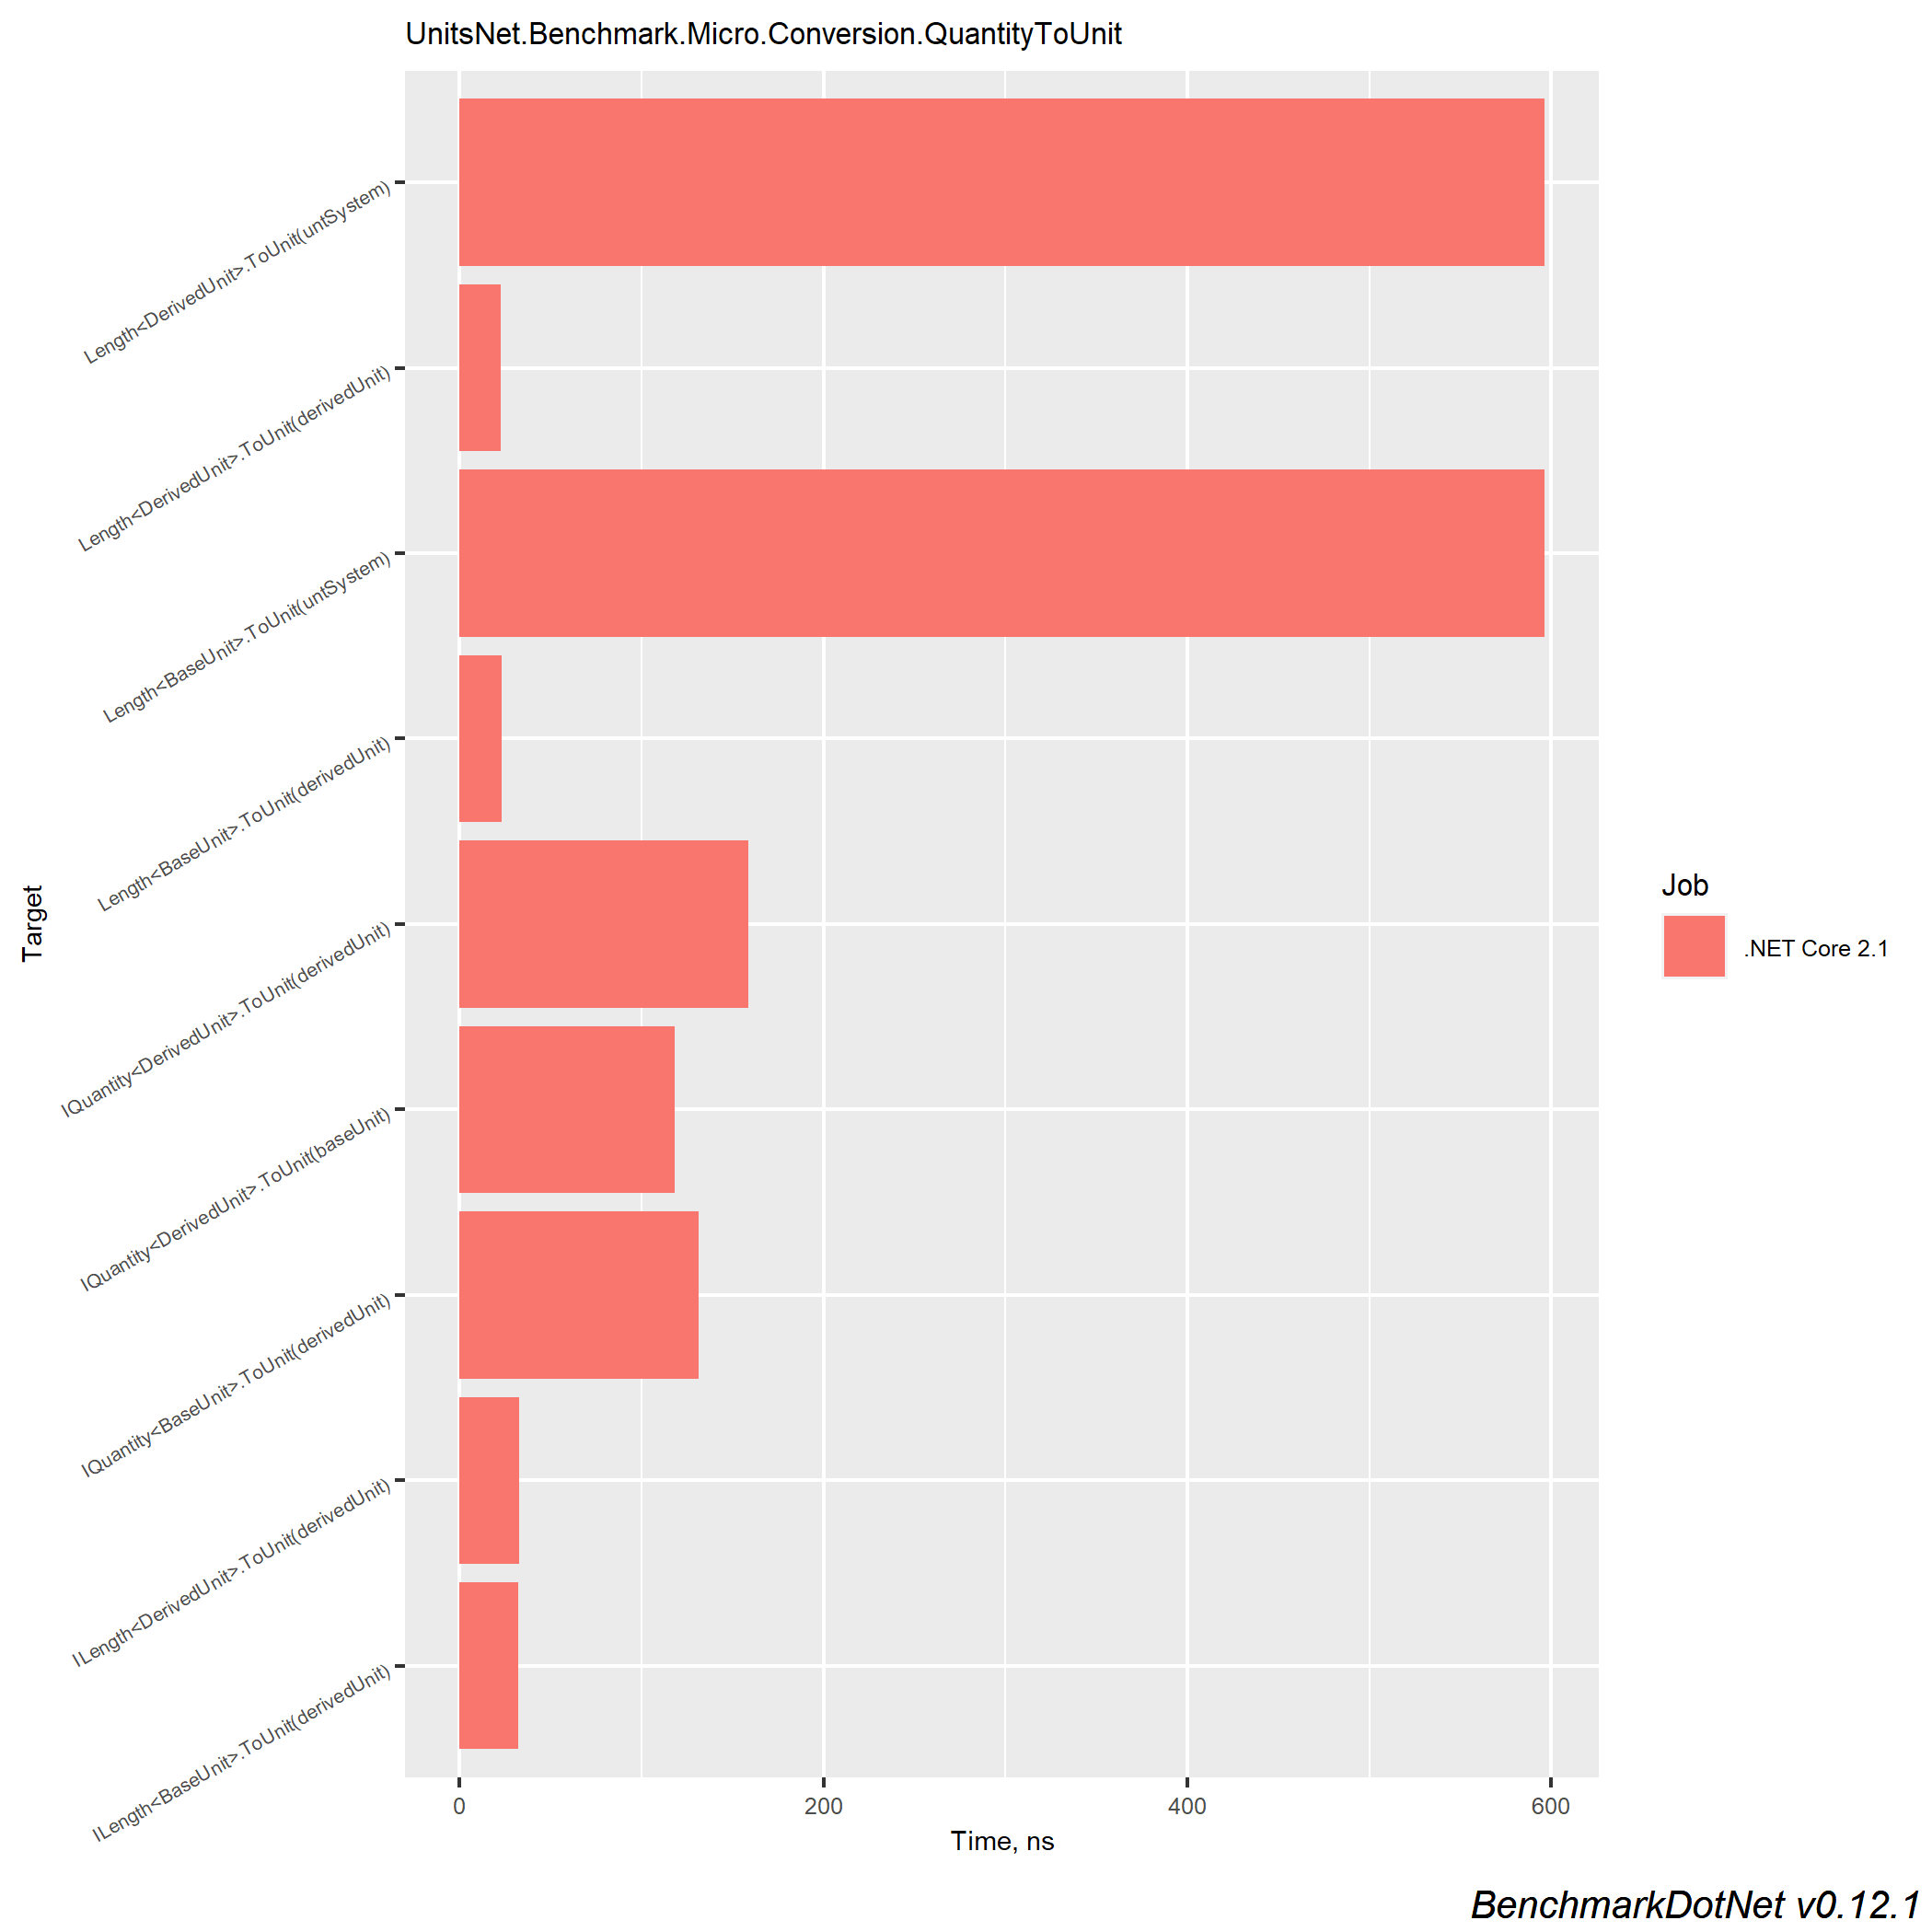 UnitsNet.Benchmark.Micro.Conversion.QuantityToUnit
Length<DerivedUnit>.ToUnit(untSystem)
Length<DerivedUnit>.ToUnit(derivedUnit)
Length<BaseUnit>.ToUnit(untSystem)
Length<BaseUnit>.ToUnit(derivedUnit)
IQuantity<DerivedUnit>.ToUnit(derivedUnit)
IQuantity<DerivedUnit>.ToUnit(baseUnit)
IQuantity<BaseUnit>.ToUnit(derivedUnit)
ILength<DerivedUnit>.ToUnit(derivedUnit)
ILength<BaseUnit>.ToUnit(derivedUnit)
Target
0 200 400 600
Time, ns
Job
.NET Core 2.1
BenchmarkDotNet v0.12.1